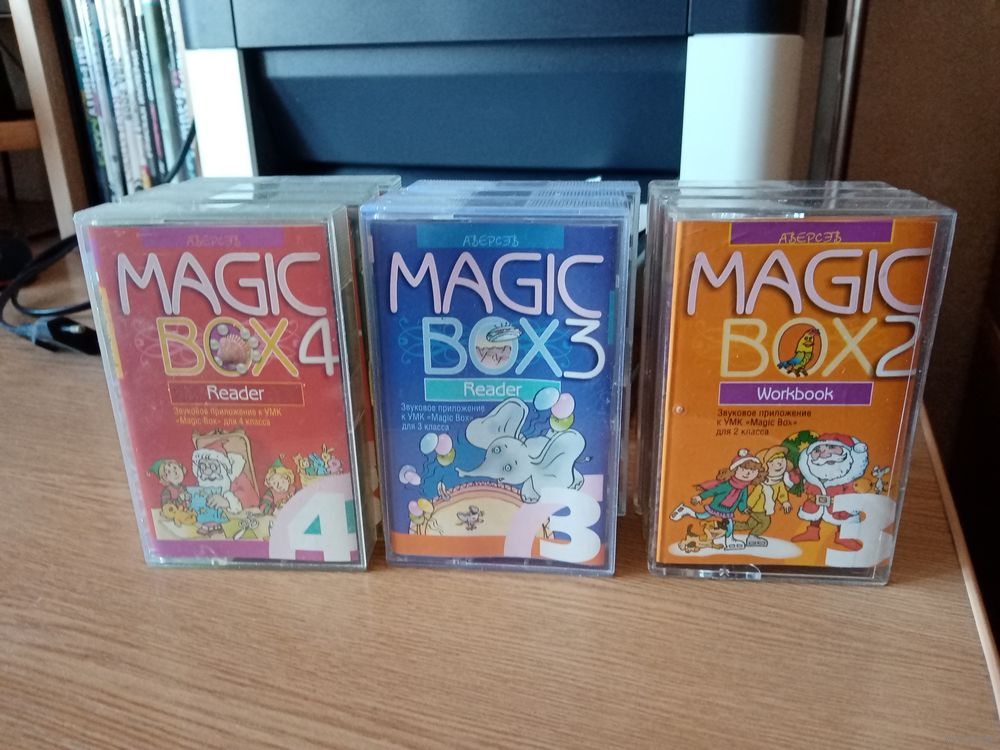 АВЕРСЭВ
MAGIC
BOX4
Reader
Звуковое приложение к УМК
«Magic Box» для 4 класса
4
АВЕРСЭВ
MAGIC
BOX3
Reader
Звуковое приложение
к УМК «Magic Box»
для 3 класса
3
АВЕРСЭВ
MAGIC
BOX2
Workbook
Звуковое приложение
к УМК «Magic Box»
для 2 класса
3